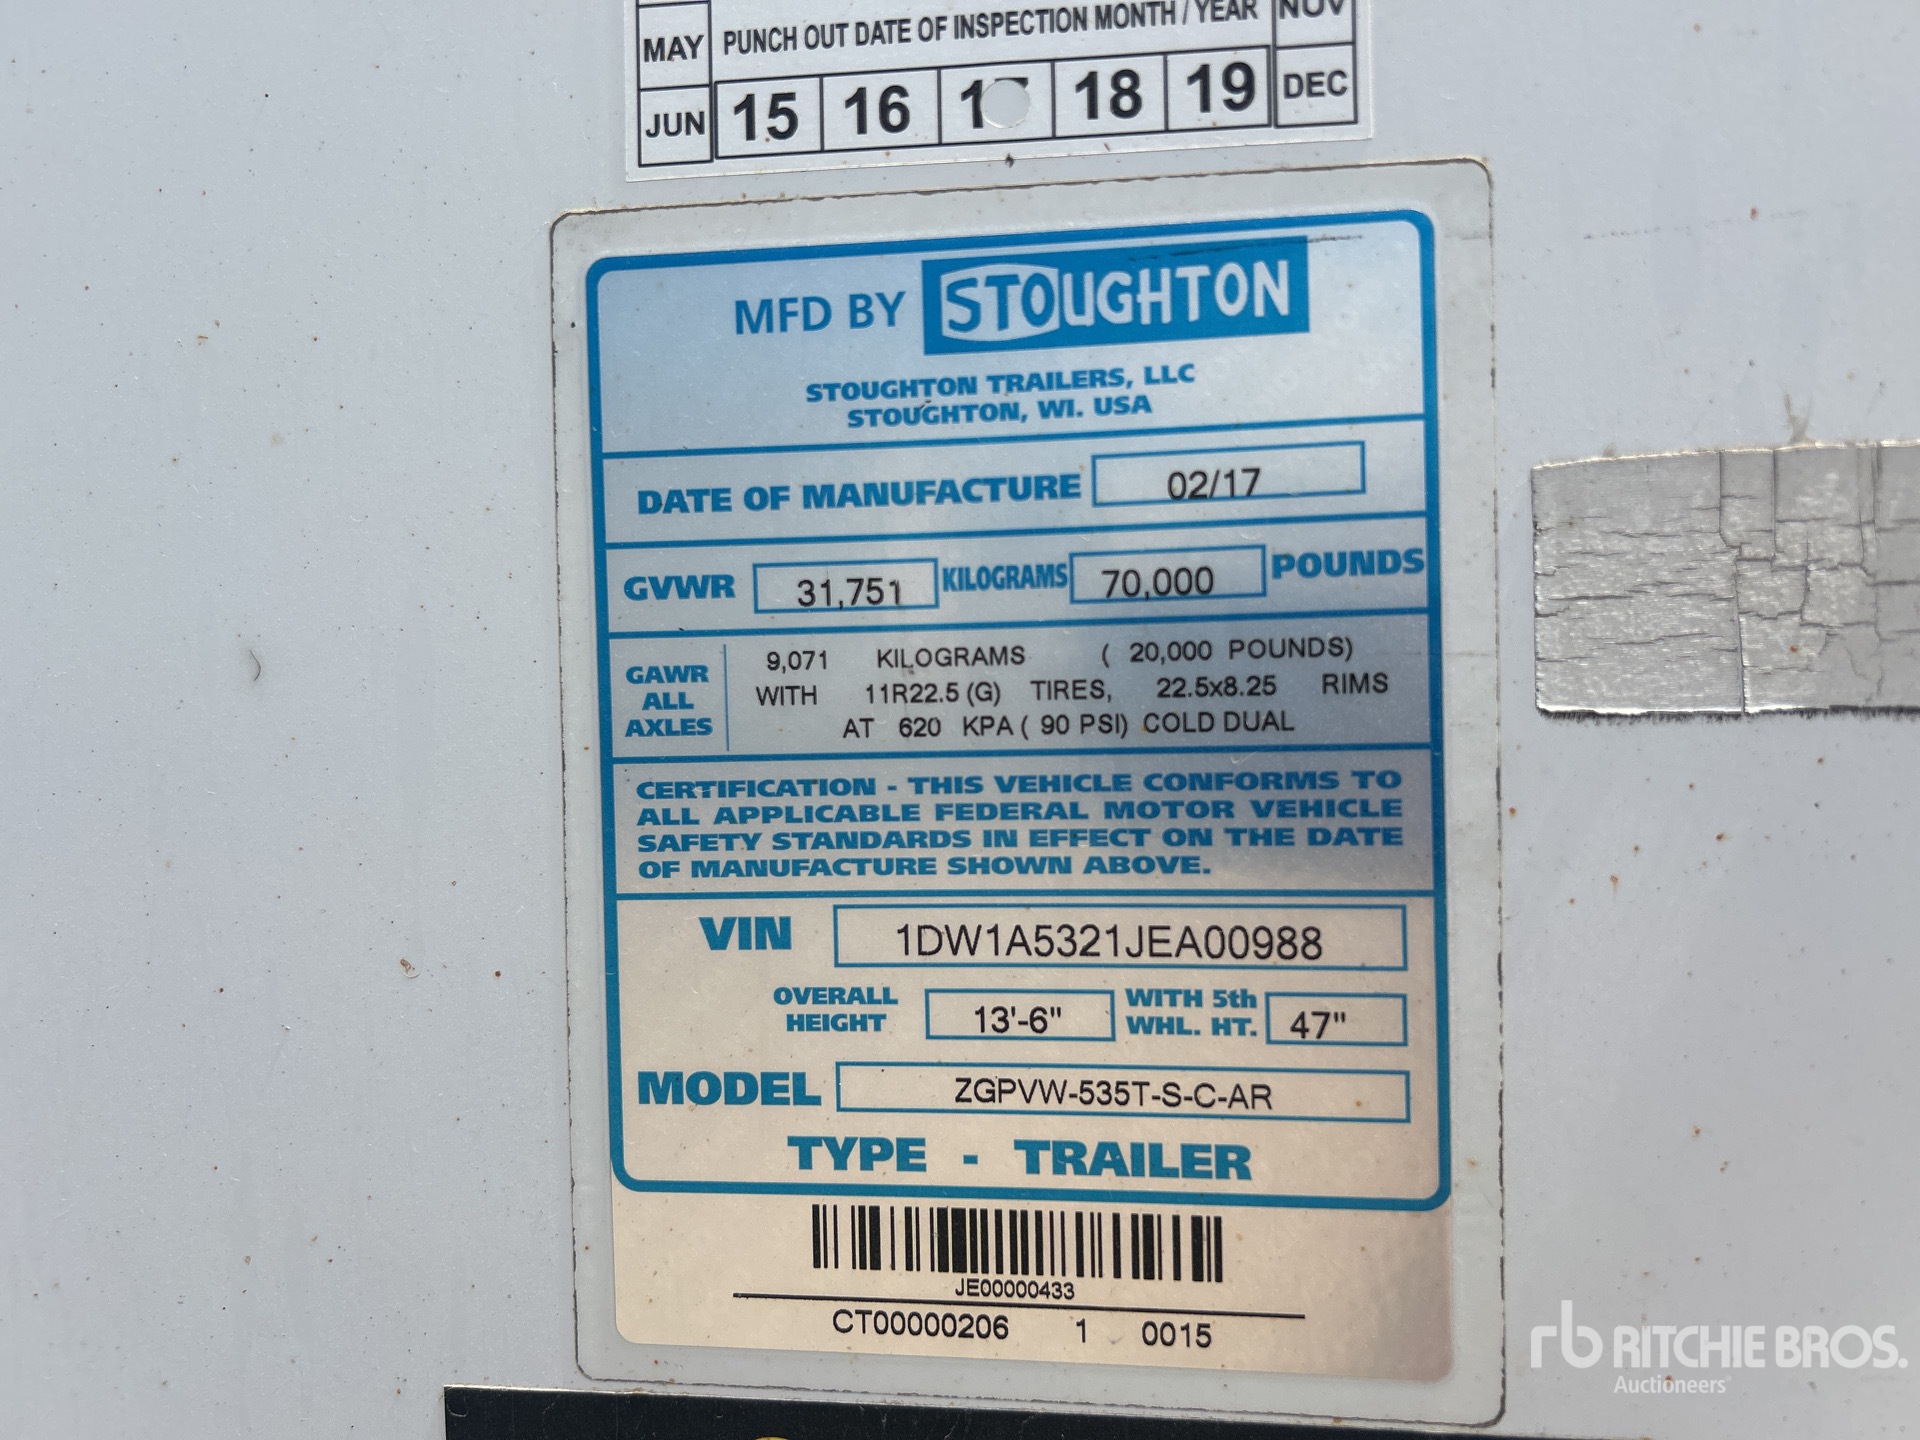 MAY PUNCH OUT DATE OF INSPECTION MONTH / YEAR NOV
JUN 15 16 1 18 19 DEC
MFD BY STOUGHTON
STOUGHTON TRAILERS, LLC
STOUGHTON, WI. USA
DATE OF MANUFACTURE 02/17
GVWR 31,751 KILOGRAMS 70,000 POUNDS
GAWR ALL AXLES
9,071 KILOGRAMS ( 20,000 POUNDS)
WITH 11R22.5 (G) TIRES, 22.5x8.25 RIMS
AT 620 KPA ( 90 PSI) COLD DUAL
CERTIFICATION - THIS VEHICLE CONFORMS TO
ALL APPLICABLE FEDERAL MOTOR VEHICLE
SAFETY STANDARDS IN EFFECT ON THE DATE
OF MANUFACTURE SHOWN ABOVE.
VIN 1DW1A5321JEA00988
OVERALL HEIGHT 13'-6" WITH 5th WHL. HT. 47"
MODEL ZGPVW-535T-S-C-AR
TYPE - TRAILER
JE00000433
CT00000206 1 0015
rb RITCHIE BROS.
Auctioneers